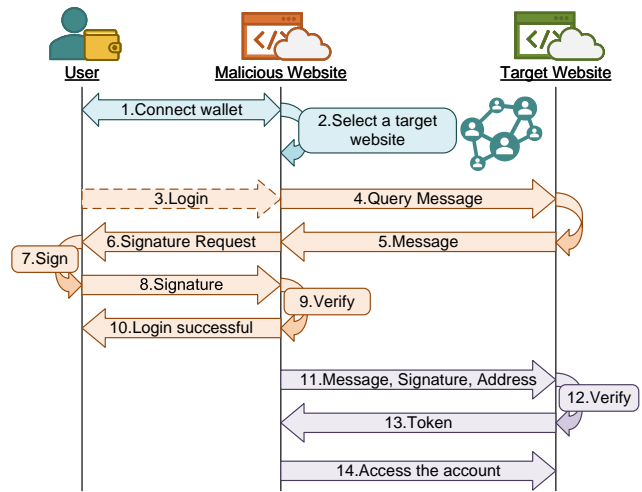 User
Malicious Website
Target Website
1.Connect wallet
2.Select a target
website
3.Login
4.Query Message
5.Message
6.Signature Request
7.Sign
8.Signature
9.Verify
10.Login successful
11.Message, Signature, Address
12.Verify
13.Token
14.Access the account